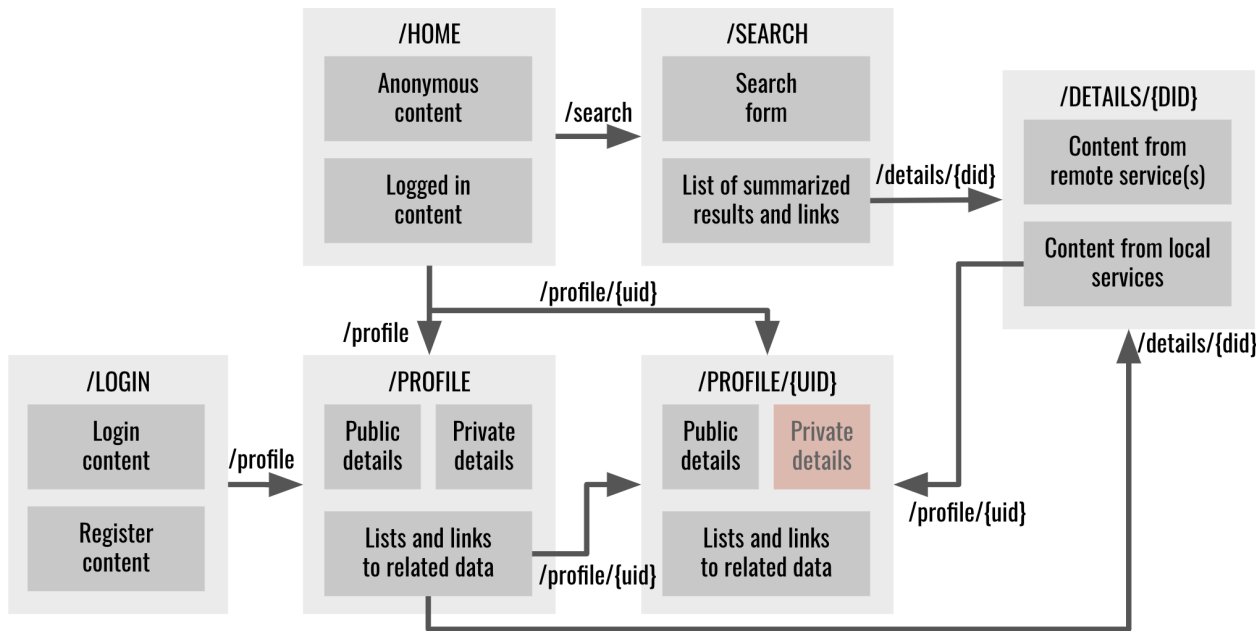 /HOME
Anonymous
content
Logged in
content
/search
/SEARCH
Search
form
List of summarized
results and links
/details/{did}
/DETAILS/{DID}
Content from
remote service(s)
Content from local
services
/profile/{uid}
/profile
/details/{did}
/LOGIN
Login
content
Register
content
/profile
/PROFILE
Public
details
Private
details
Lists and links
to related data
/profile/{uid}
/PROFILE/{UID}
Public
details
Private
details
Lists and links
to related data
/profile/{uid}